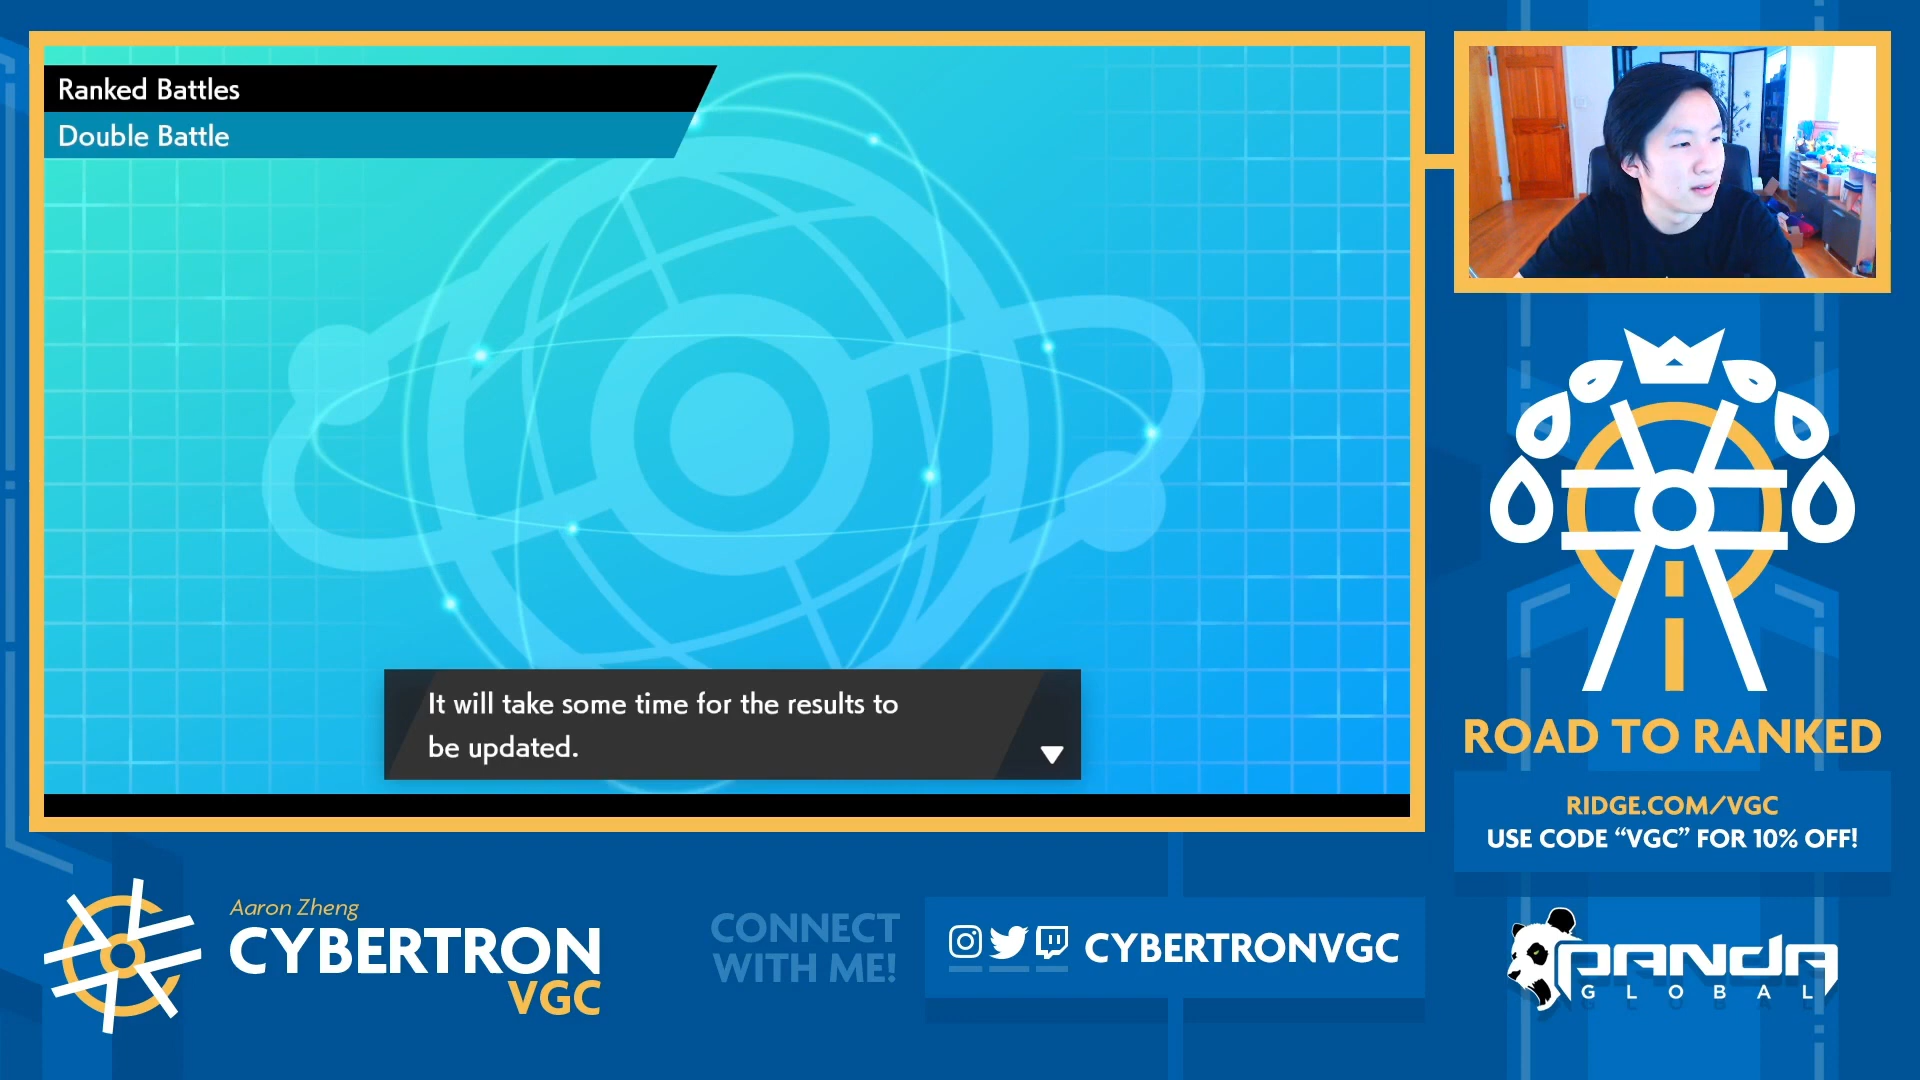 Ranked Battles
Double Battle
It will take some time for the results to
be updated.
ROAD TO RANKED
RIDGE.COM/VGC
USE CODE “VGC” FOR 10% OFF!
Aaron Zheng
CYBERTRON
VGC
CONNECT
WITH ME!
CYBERTRONVGC
PANDA
GLOBAL